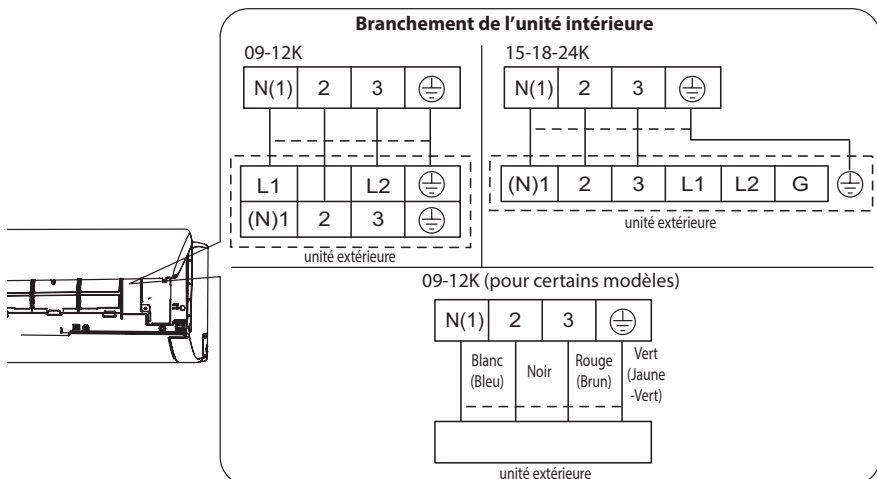 Branchement de l’unité intérieure
09-12K
N(1) 2 3
L1 L2
(N)1 2 3
unité extérieure
15-18-24K
N(1) 2 3
(N)1 2 3 L1 L2 G
unité extérieure
09-12K (pour certains modèles)
N(1) 2 3
Blanc
(Bleu)
Noir
Rouge
(Brun)
Vert
(Jaune
-Vert)
unité extérieure